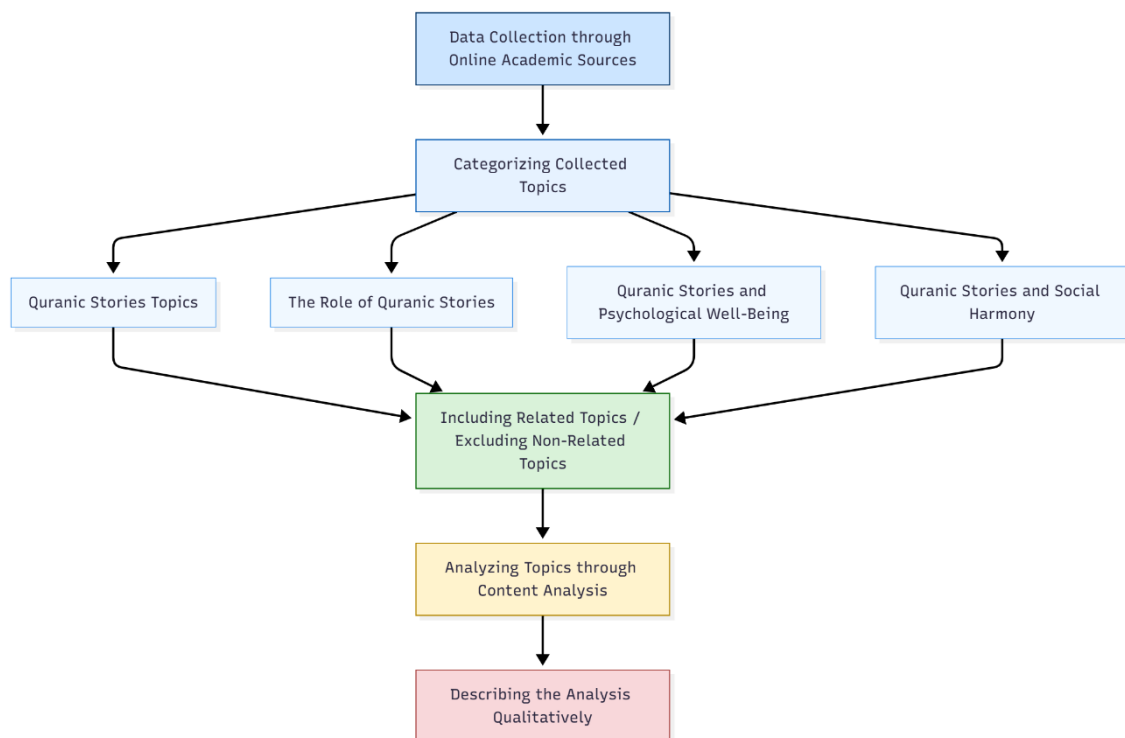 Data Collection through
Online Academic Sources
Categorizing Collected
Topics
Quranic Stories Topics
The Role of Quranic Stories
Quranic Stories and
Psychological Well-Being
Quranic Stories and Social
Harmony
Including Related Topics /
Excluding Non-Related
Topics
Analyzing Topics through
Content Analysis
Describing the Analysis
Qualitatively